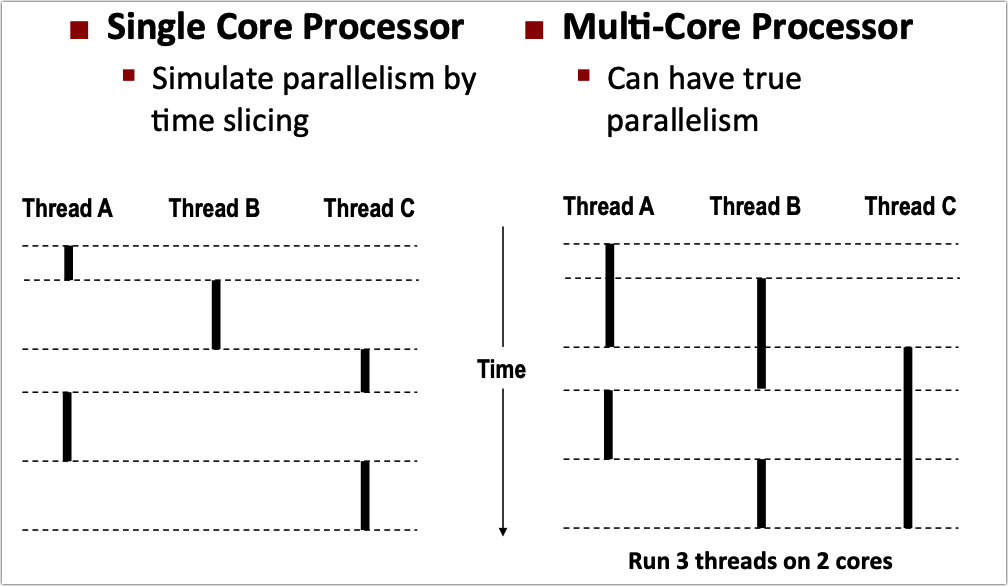 Single Core Processor
Simulate parallelism by
time slicing
Multi-Core Processor
Can have true
parallelism
Thread A Thread B Thread C
Time
Thread A Thread B Thread C
Run 3 threads on 2 cores